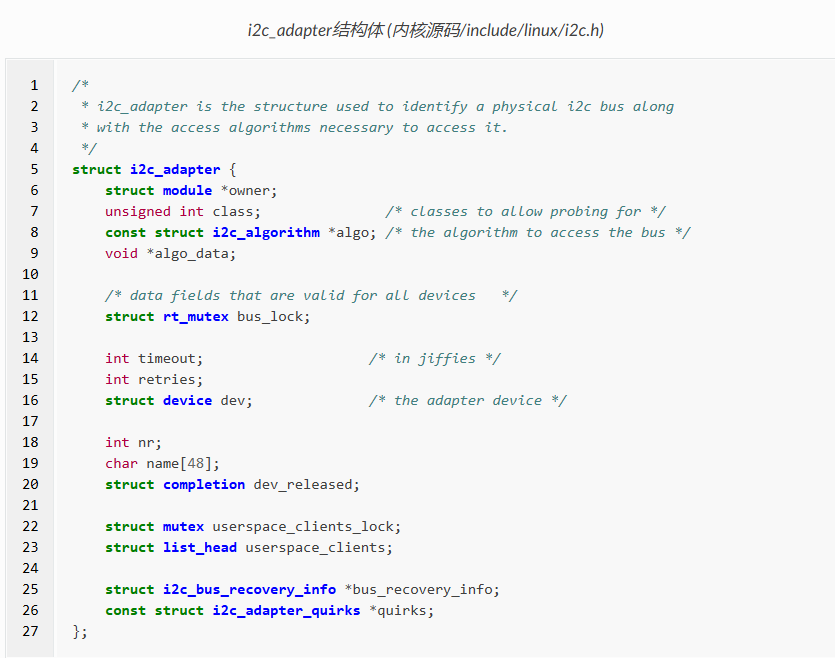 i2c_adapter结构体 (内核源码/include/linux/i2c.h)
1 /*
2  * i2c_adapter is the structure used to identify a physical i2c bus along
3  * with the access algorithms necessary to access it.
4  */
5 struct i2c_adapter {
6     struct module *owner;
7     unsigned int class;               /* classes to allow probing for */
8     const struct i2c_algorithm *algo; /* the algorithm to access the bus */
9     void *algo_data;
10
11     /* data fields that are valid for all devices   */
12     struct rt_mutex bus_lock;
13
14     int timeout;                    /* in jiffies */
15     int retries;
16     struct device dev;              /* the adapter device */
17
18     int nr;
19     char name[48];
20     struct completion dev_released;
21
22     struct mutex userspace_clients_lock;
23     struct list_head userspace_clients;
24
25     struct i2c_bus_recovery_info *bus_recovery_info;
26     const struct i2c_adapter_quirks *quirks;
27 };